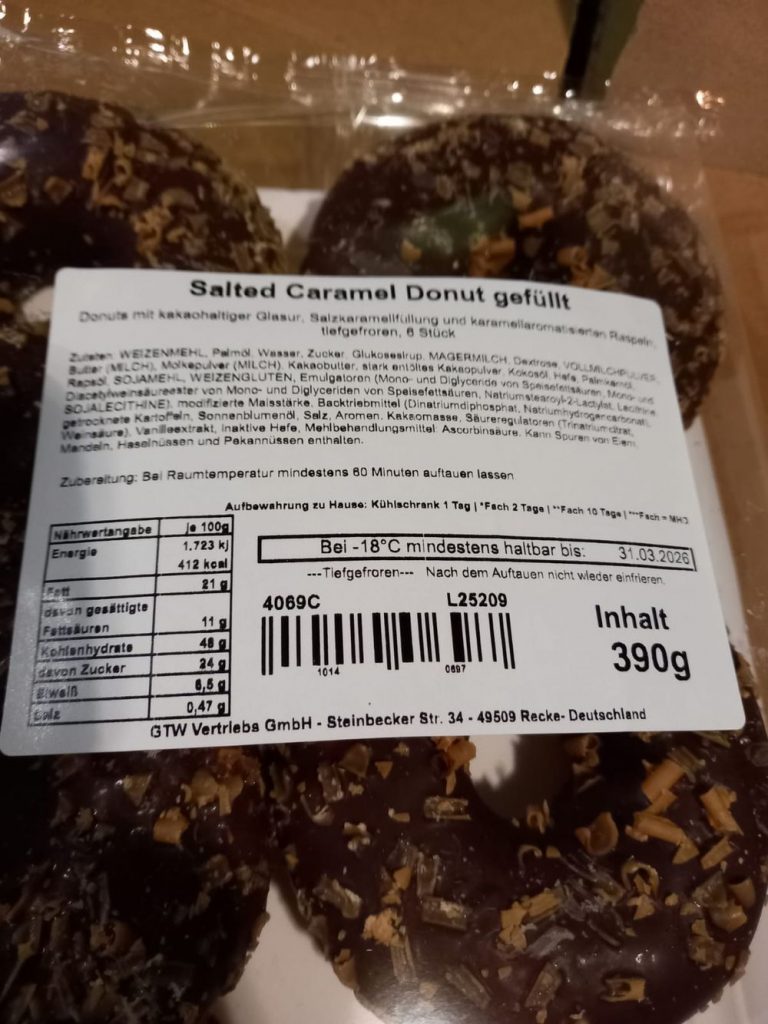 Salted Caramel Donut gefüllt
Donuts mit kakaohaltiger Glasur, Salzkaramellfüllung und karamellaromatisierten Raspeln,
tiefgefroren, 6 Stück
Zutaten: WEIZENMEHL, Palmöl, Wasser, Zucker, Glukosesirup, MAGERMILCH, Dextrose, VOLLMILCHPULVER,
Butter (MILCH), Molkepulver (MILCH), Kakaobutter, stark entöltes Kakaopulver, Kokosöl, Hefe, Palmkernöl,
Rapsöl, SOJAMEHL, WEIZENGLUTEN, Emulgatoren (Mono- und Diglyceride von Speisefettsäuren, Mono- und
Diacetylweinsäureester von Mono- und Diglyceriden von Speisefettsäuren, Natriumstearoyl-2-Lactylat, Lecithine,
SOJALECITHINE), modifizierte Maisstärke, Backtriebmittel (Dinatriumdiphosphat, Natriumhydrogencarbonat),
getrocknete Kartoffeln, Sonnenblumenöl, Salz, Aromen, Kakaomasse, Säureregulatoren (Trinatriumcitrat,
Weinsäure), Vanilleextrakt, Inaktive Hefe, Mehlbehandlungsmittel: Ascorbinsäure. Kann Spuren von Eiern,
Mandeln, Haselnüssen und Pekannüssen enthalten.
Zubereitung: Bei Raumtemperatur mindestens 60 Minuten auftauen lassen
Aufbewahrung zu Hause: Kühlschrank 1 Tag | *Fach 2 Tage | **Fach 10 Tage | ***Fach = MHD
Nährwertangabe je 100g
Energie 1.723 kj
412 kcal
Fett 21 g
davon gesättigte
Fettsäuren 11 g
Kohlenhydrate 48 g
davon Zucker 24 g
Eiweiß 6,5 g
Salz 0,47 g
Bei -18°C mindestens haltbar bis: 31.03.2026
---Tiefgefroren--- Nach dem Auftauen nicht wieder einfrieren.
4069C L25209
1014 0697
Inhalt
390g
GTW Vertriebs GmbH - Steinbecker Str. 34 - 49509 Recke- Deutschland